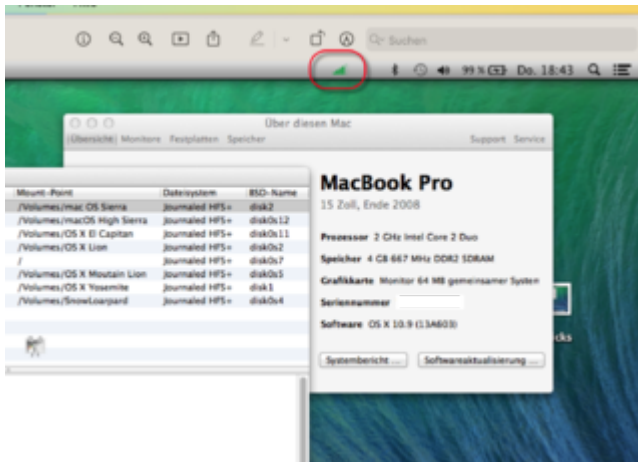 Suchen
99 % Do. 18:43
Über diesen Mac
Übersicht Monitore Festplatten Speicher Support Service
Mount-Point Dateisystem BSD-Name
/Volumes/mac OS Sierra Journaled HFS+ disk2
/Volumes/macOS High Sierra Journaled HFS+ disk0s12
/Volumes/OS X El Capitan Journaled HFS+ disk0s11
/Volumes/OS X Lion Journaled HFS+ disk0s2
/ Journaled HFS+ disk0s7
/Volumes/OS X Moutain Lion Journaled HFS+ disk0s5
/Volumes/OS X Yosemite Journaled HFS+ disk1
/Volumes/SnowLoarpard Journaled HFS+ disk0s4
MacBook Pro
15 Zoll, Ende 2008
Prozessor 2 GHz Intel Core 2 Duo
Speicher 4 GB 667 MHz DDR2 SDRAM
Grafikkarte Monitor 64 MB gemeinsamer System
Seriennummer
Software OS X 10.9 (13A603)
Systembericht ... Softwareaktualisierung ...
cks